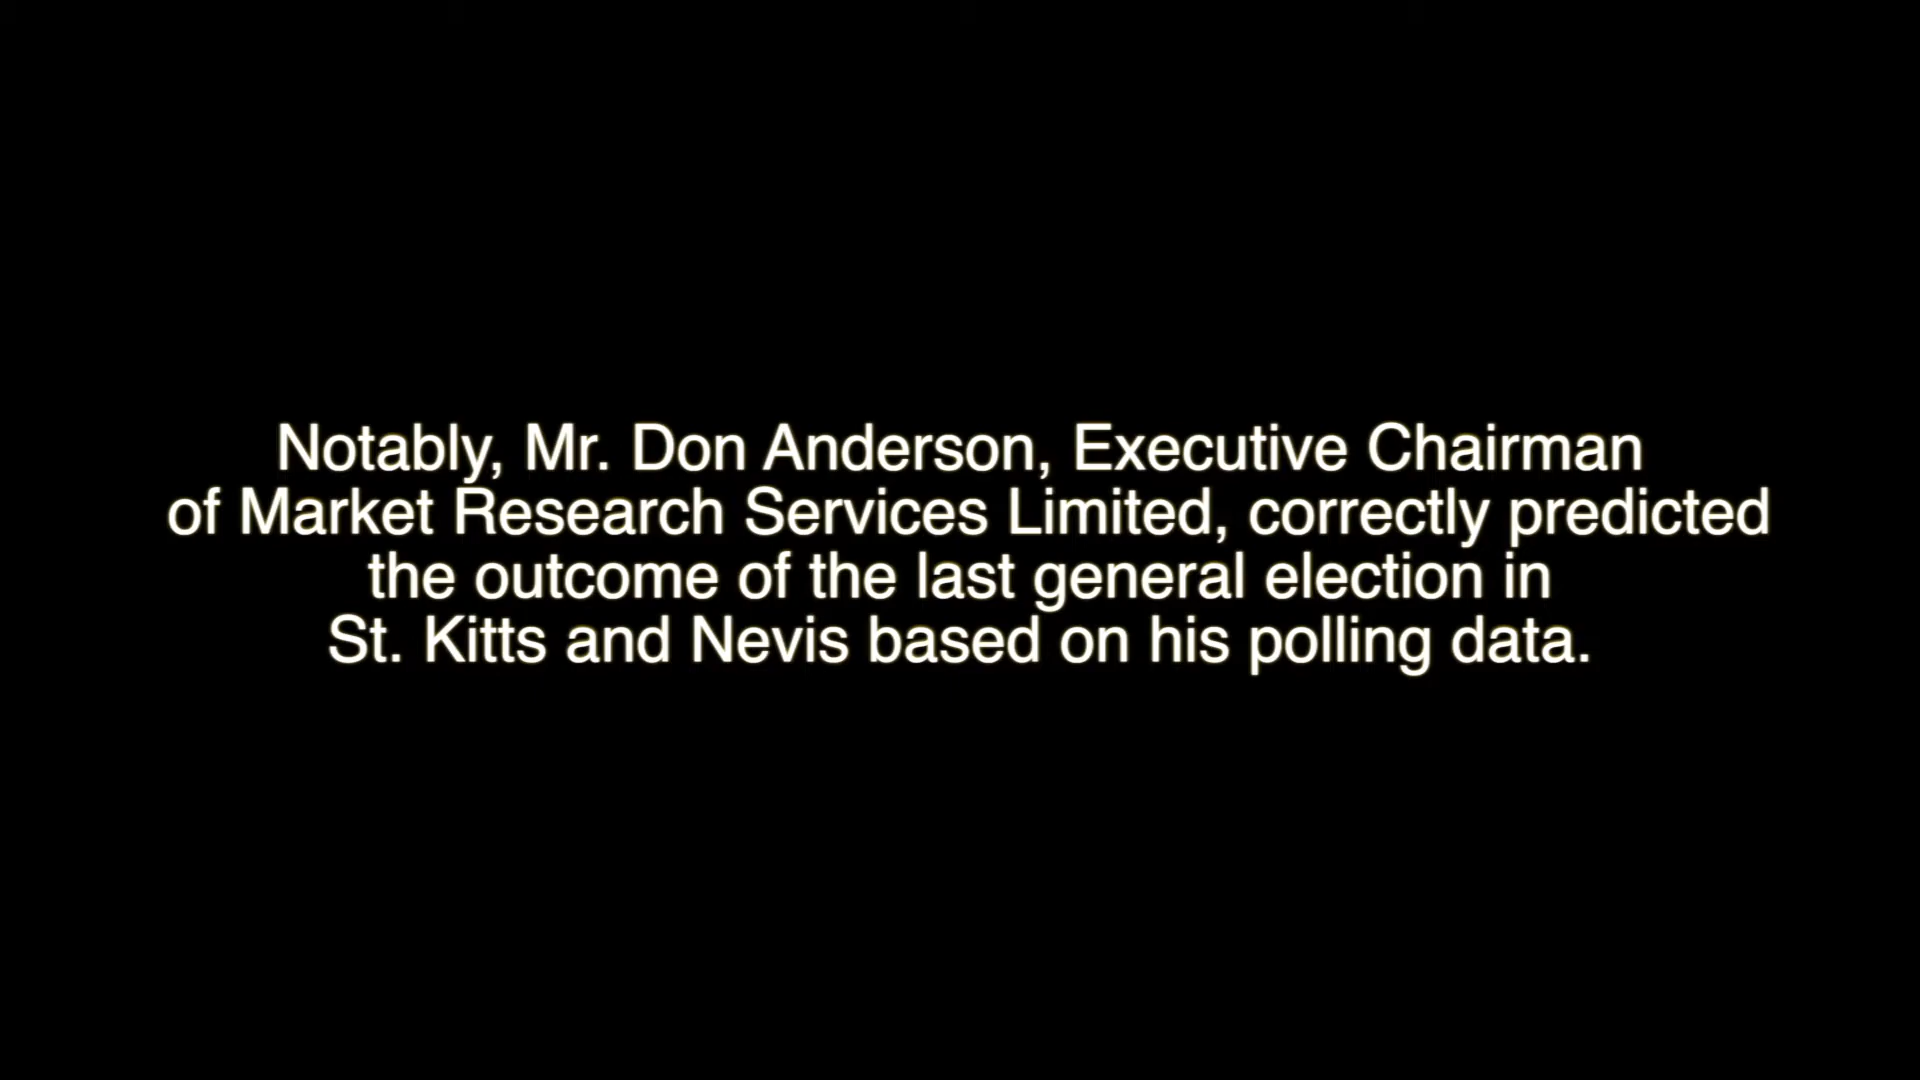 Notably, Mr. Don Anderson, Executive Chairman
of Market Research Services Limited, correctly predicted
the outcome of the last general election in
St. Kitts and Nevis based on his polling data.